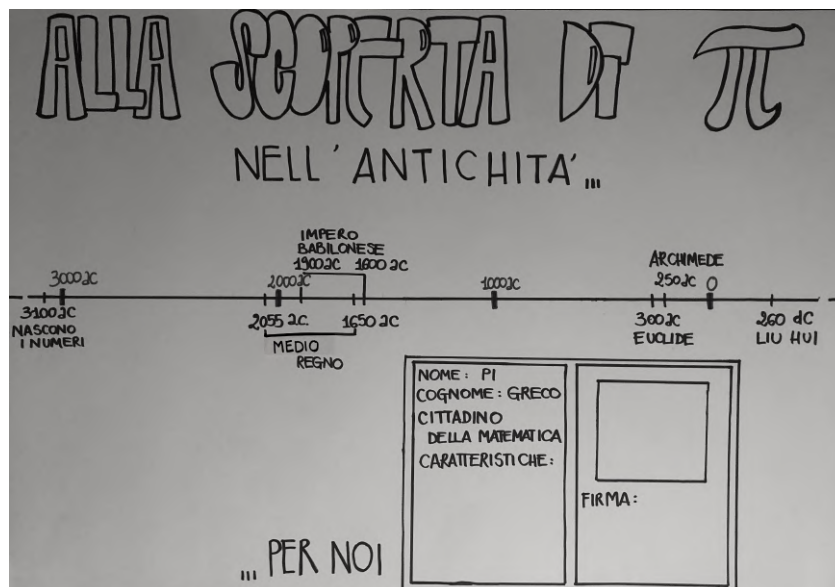 ALLA SCOPERTA DI π
NELL'ANTICHITA'...
IMPERO
BABILONESE
1900 aC 1600 aC
ARCHIMEDE
3000 aC 2000 aC 1000 aC 250 aC 0
3100 aC 2055 aC. 1650 aC 300 aC 260 dC
NASCONO
I NUMERI
MEDIO
REGNO
EUCLIDE LIU HUI
NOME: PI
COGNOME: GRECO
CITTADINO
DELLA MATEMATICA
CARATTERISTICHE:
FIRMA:
... PER NOI